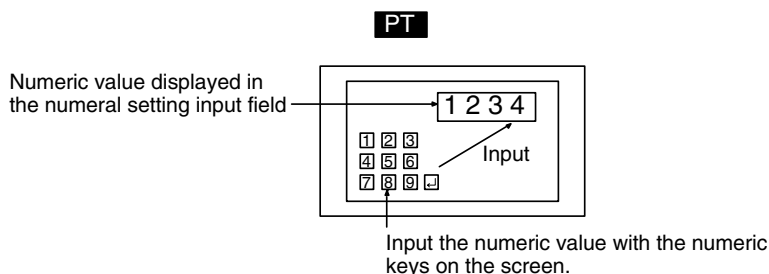 PT
Numeric value displayed in
the numeral setting input field
1 2 3 4
1 2 3
4 5 6
7 8 9 ↵
Input
Input the numeric value with the numeric
keys on the screen.